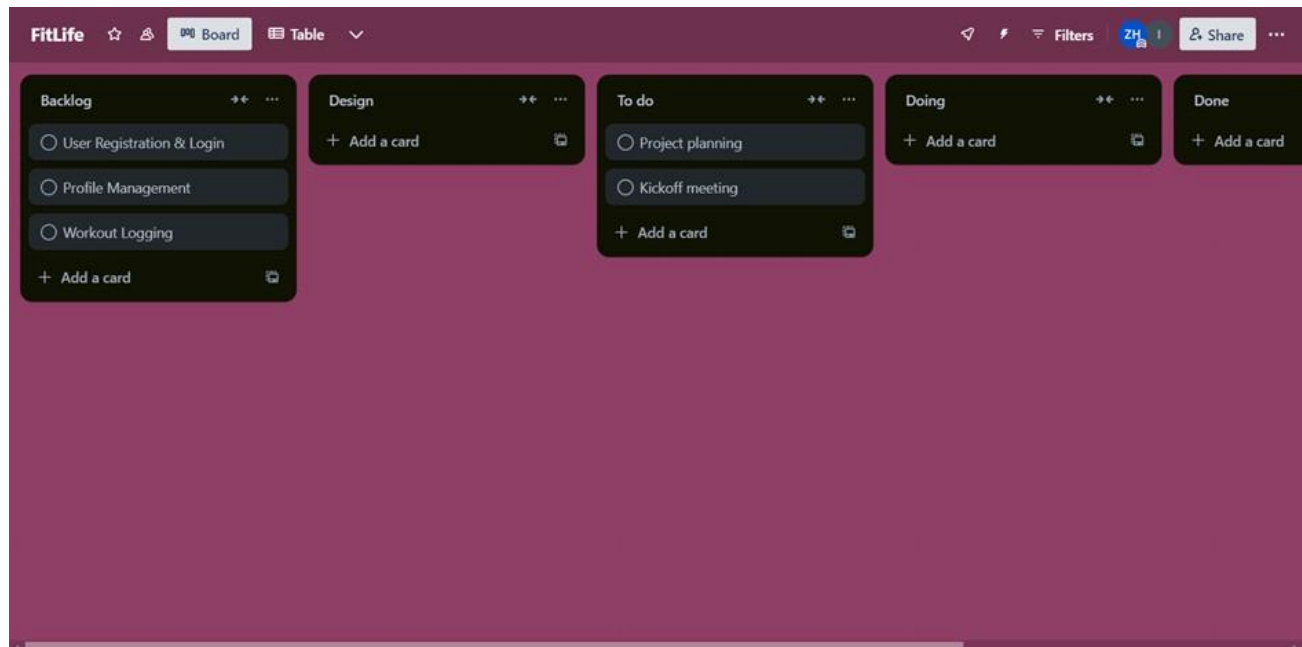 FitLife Board Table Filters ZH I Share
Backlog
User Registration & Login
Profile Management
Workout Logging
+ Add a card
Design
+ Add a card
To do
Project planning
Kickoff meeting
+ Add a card
Doing
+ Add a card
Done
+ Add a card